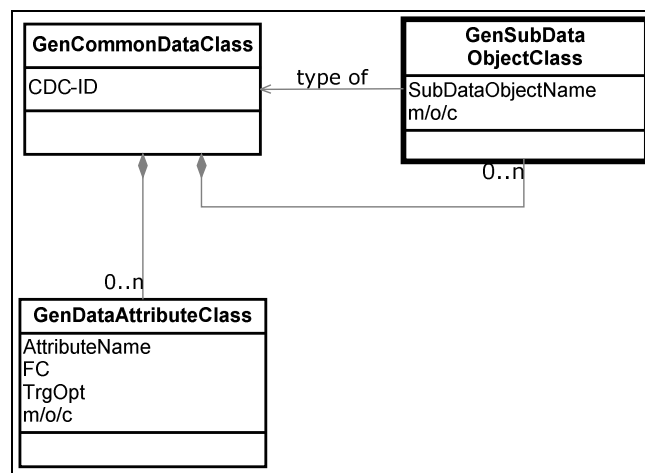 GenCommonDataClass
CDC-ID
type of
GenSubData
ObjectClass
SubDataObjectName
m/o/c
0..n
0..n
GenDataAttributeClass
AttributeName
FC
TrgOpt
m/o/c